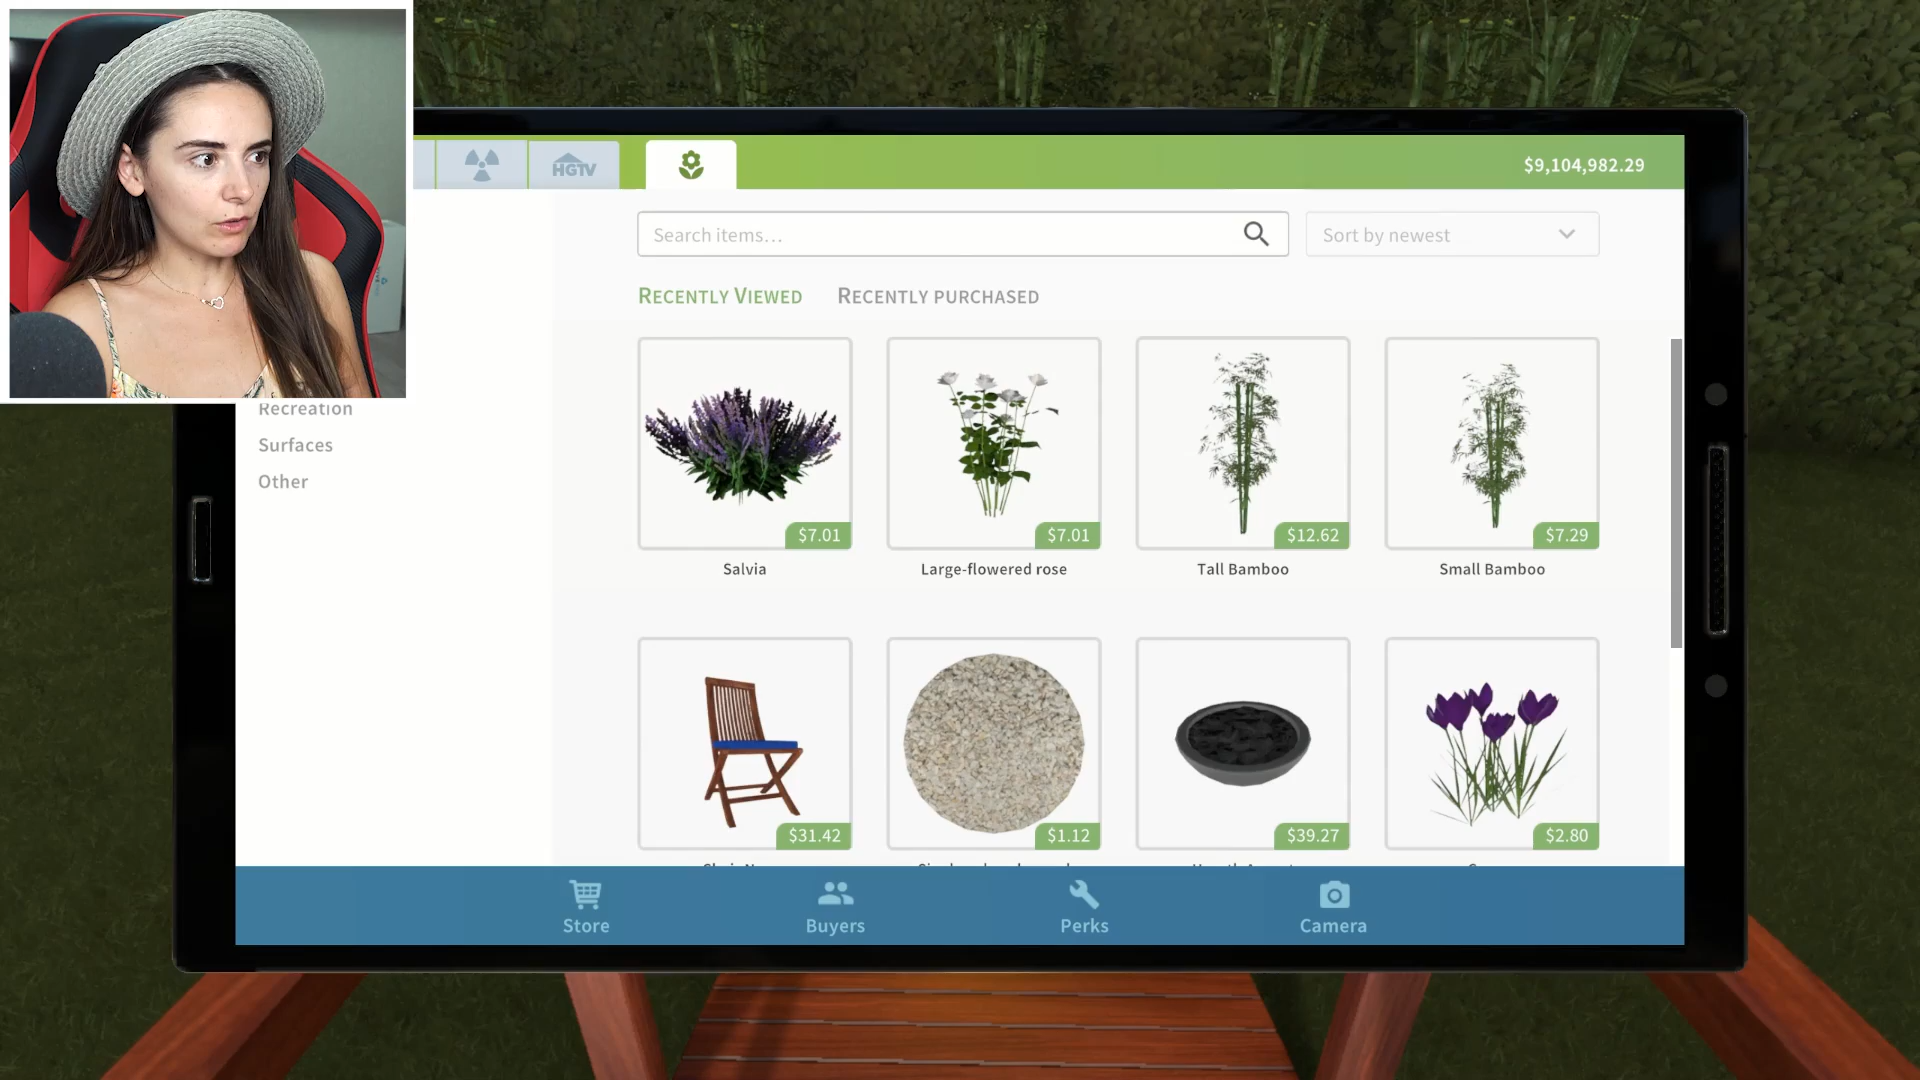 HGTV
$9,104,982.29
Search items...
Sort by newest
RECENTLY VIEWED
RECENTLY PURCHASED
Recreation
Surfaces
Other
$7.01
$7.01
$12.62
$7.29
Salvia
Large-flowered rose
Tall Bamboo
Small Bamboo
$31.42
$1.12
$39.27
$2.80
Store
Buyers
Perks
Camera